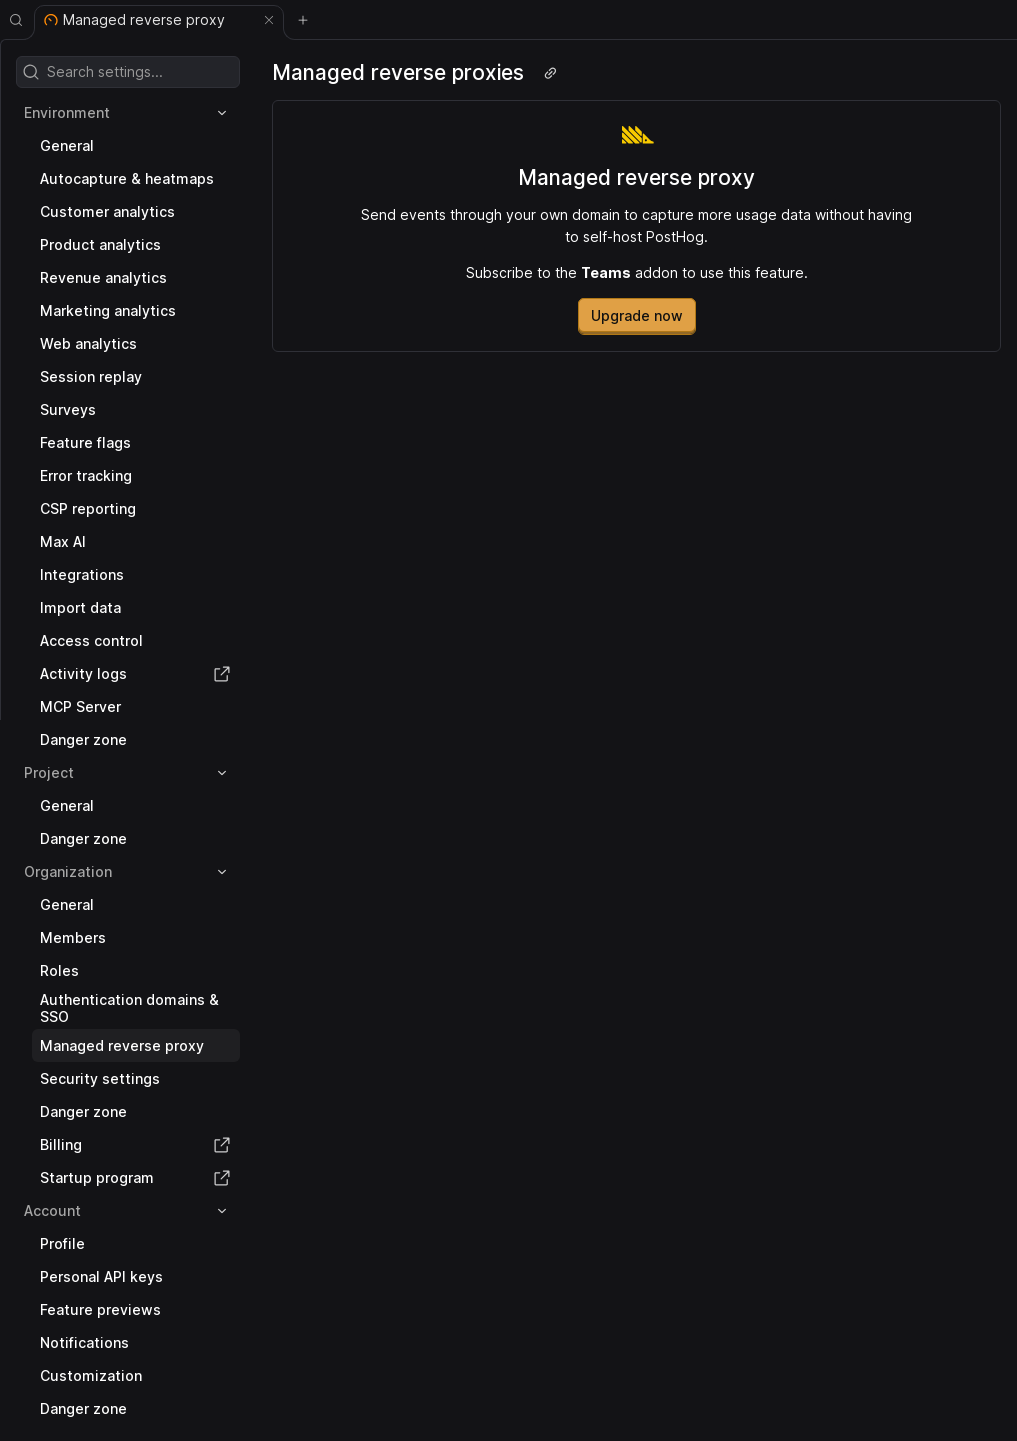 Managed reverse proxy
Search settings...
Environment
General
Autocapture & heatmaps
Customer analytics
Product analytics
Revenue analytics
Marketing analytics
Web analytics
Session replay
Surveys
Feature flags
Error tracking
CSP reporting
Max AI
Integrations
Import data
Access control
Activity logs
MCP Server
Danger zone
Project
General
Danger zone
Organization
General
Members
Roles
Authentication domains &
SSO
Managed reverse proxy
Security settings
Danger zone
Billing
Startup program
Account
Profile
Personal API keys
Feature previews
Notifications
Customization
Danger zone
Managed reverse proxies
Managed reverse proxy
Send events through your own domain to capture more usage data without having
to self-host PostHog.
Subscribe to the Teams addon to use this feature.
Upgrade now